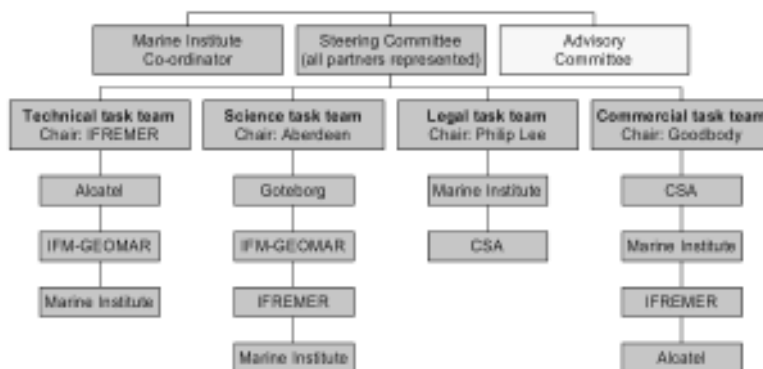 Marine Institute
Co-ordinator
Steering Committee
(all partners represented)
Advisory
Committee
Technical task team
Chair: IFREMER
Science task team
Chair: Aberdeen
Legal task team
Chair: Philip Lee
Commercial task team
Chair: Goodbody
Alcatel
IFM-GEOMAR
Marine Institute
Goteborg
IFM-GEOMAR
IFREMER
Marine Institute
Marine Institute
CSA
CSA
Marine Institute
IFREMER
Alcatel